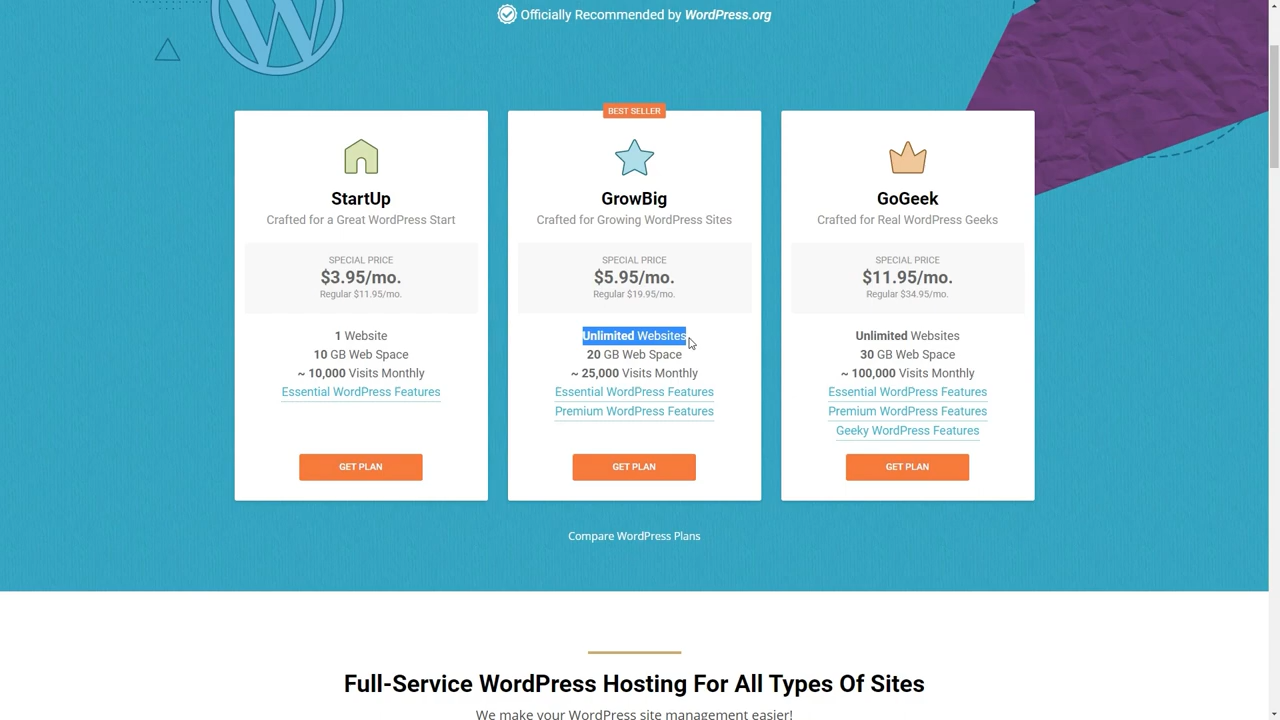 Officially Recommended by WordPress.org
StartUp
Crafted for a Great WordPress Start
SPECIAL PRICE
$3.95/mo.
Regular $11.95/mo.
1 Website
10 GB Web Space
~ 10,000 Visits Monthly
Essential WordPress Features
GET PLAN
BEST SELLER
GrowBig
Crafted for Growing WordPress Sites
SPECIAL PRICE
$5.95/mo.
Regular $19.95/mo.
Unlimited Websites
20 GB Web Space
~ 25,000 Visits Monthly
Essential WordPress Features
Premium WordPress Features
GET PLAN
GoGeek
Crafted for Real WordPress Geeks
SPECIAL PRICE
$11.95/mo.
Regular $34.95/mo.
Unlimited Websites
30 GB Web Space
~ 100,000 Visits Monthly
Essential WordPress Features
Premium WordPress Features
Geeky WordPress Features
GET PLAN
Compare WordPress Plans
Full-Service WordPress Hosting For All Types Of Sites
We make your WordPress site management easier!